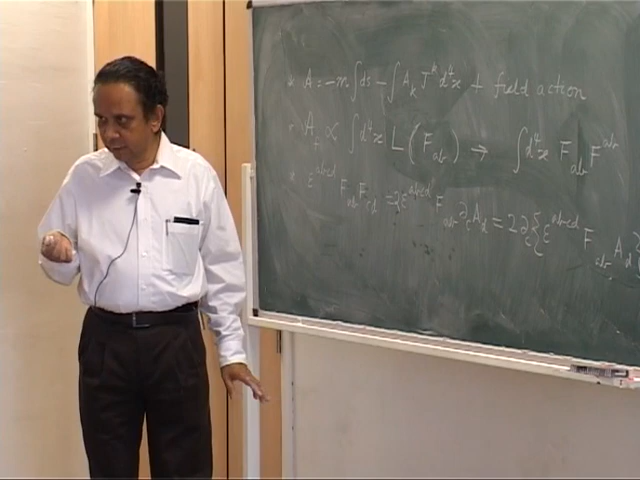 * A = -m ∫ds - ∫A_k J^k d^4x + field action
* A_f ∝ ∫d^4x L(F_ab) → ∫d^4x F_ab F^ab
* ε^abcd F_ab F_cd = 2ε^abcd F_ab ∂_c A_d = 2∂_c{ε^abcd F_ab A_d}